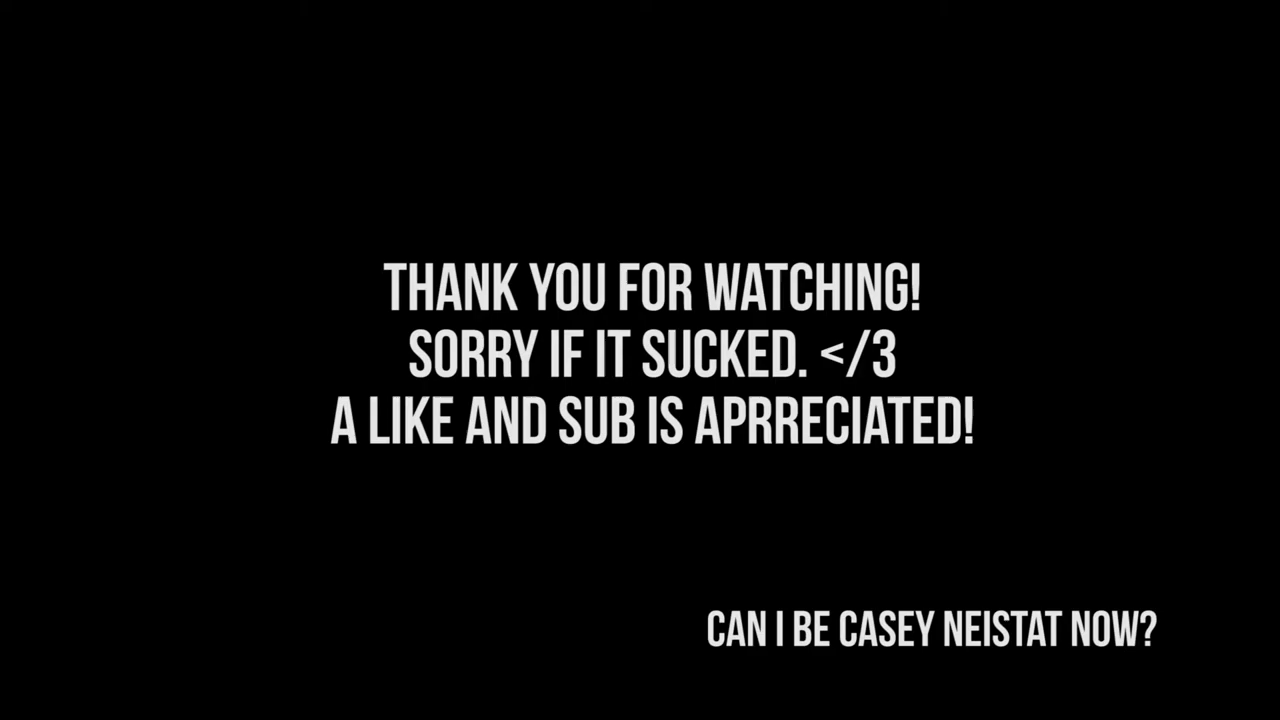 THANK YOU FOR WATCHING!
SORRY IF IT SUCKED. </3
A LIKE AND SUB IS APRRECIATED!
CAN I BE CASEY NEISTAT NOW?